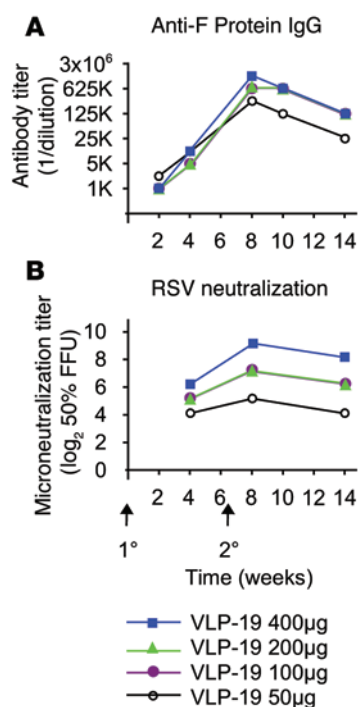 A Anti-F Protein IgG
Antibody titer
(1/dilution)
3x10⁶
625K
125K
25K
5K
1K
2 4 6 8 10 12 14
B RSV neutralization
Microneutralization titer
(log₂ 50% FFU)
10
8
6
4
2
0
2 4 6 8 10 12 14
1° 2°
Time (weeks)
VLP-19 400µg
VLP-19 200µg
VLP-19 100µg
VLP-19 50µg